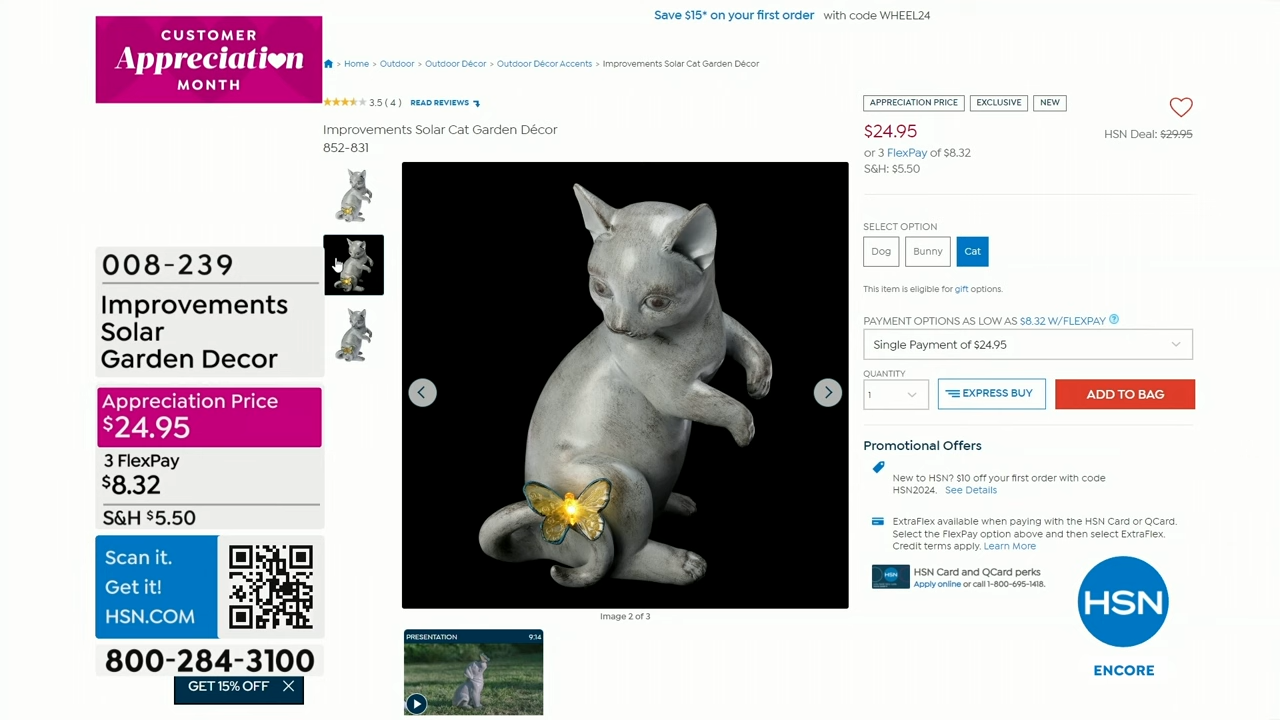 Save $15* on your first order with code WHEEL24
CUSTOMER
Appreciation
MONTH
Home > Outdoor > Outdoor Décor > Outdoor Décor Accents > Improvements Solar Cat Garden Décor
3.5 ( 4 ) READ REVIEWS
Improvements Solar Cat Garden Décor
852-831
APPRECIATION PRICE
EXCLUSIVE
NEW
$24.95
HSN Deal: $29.95
or 3 FlexPay of $8.32
S&H: $5.50
SELECT OPTION
Dog
Bunny
Cat
This item is eligible for gift options.
PAYMENT OPTIONS AS LOW AS $8.32 W/FLEXPAY
Single Payment of $24.95
QUANTITY
1
EXPRESS BUY
ADD TO BAG
Promotional Offers
New to HSN? $10 off your first order with code
HSN2024. See Details
ExtraFlex available when paying with the HSN Card or QCard.
Select the FlexPay option above and then select ExtraFlex.
Credit terms apply. Learn More
HSN
HSN Card and QCard perks
Apply online or call 1-800-695-1418.
HSN
ENCORE
008-239
Improvements
Solar
Garden Decor
Appreciation Price
$24.95
3 FlexPay
$8.32
S&H $5.50
Scan it.
Get it!
HSN.COM
800-284-3100
GET 15% OFF
Image 2 of 3
PRESENTATION 9:14